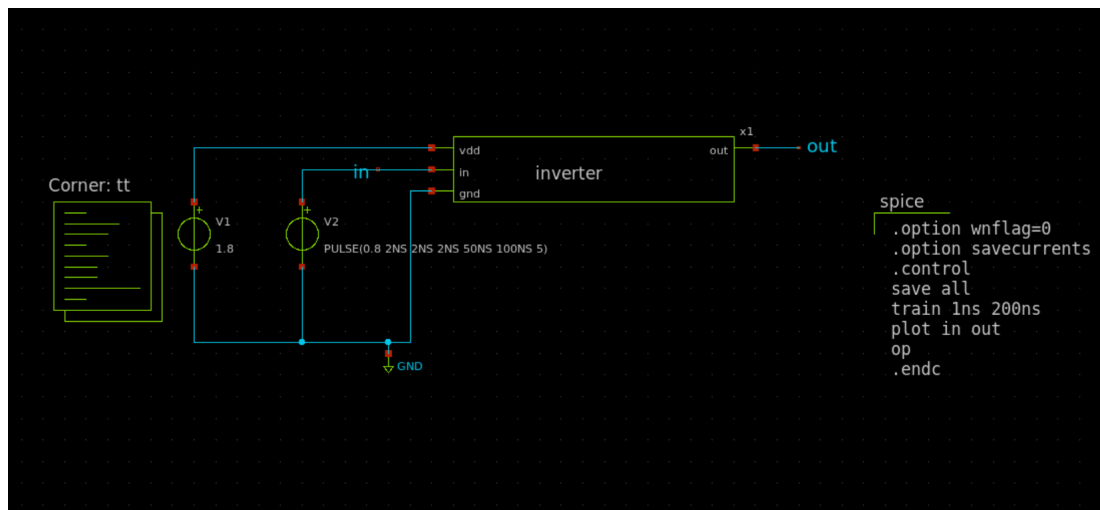 x1
vdd
out
out
in
in
inverter
gnd
Corner: tt
spice
+
V1
1.8
+
V2
PULSE(0.8 2NS 2NS 2NS 50NS 100NS 5)
GND
.option wnflag=0
.option savecurrents
.control
save all
train 1ns 200ns
plot in out
op
.endc